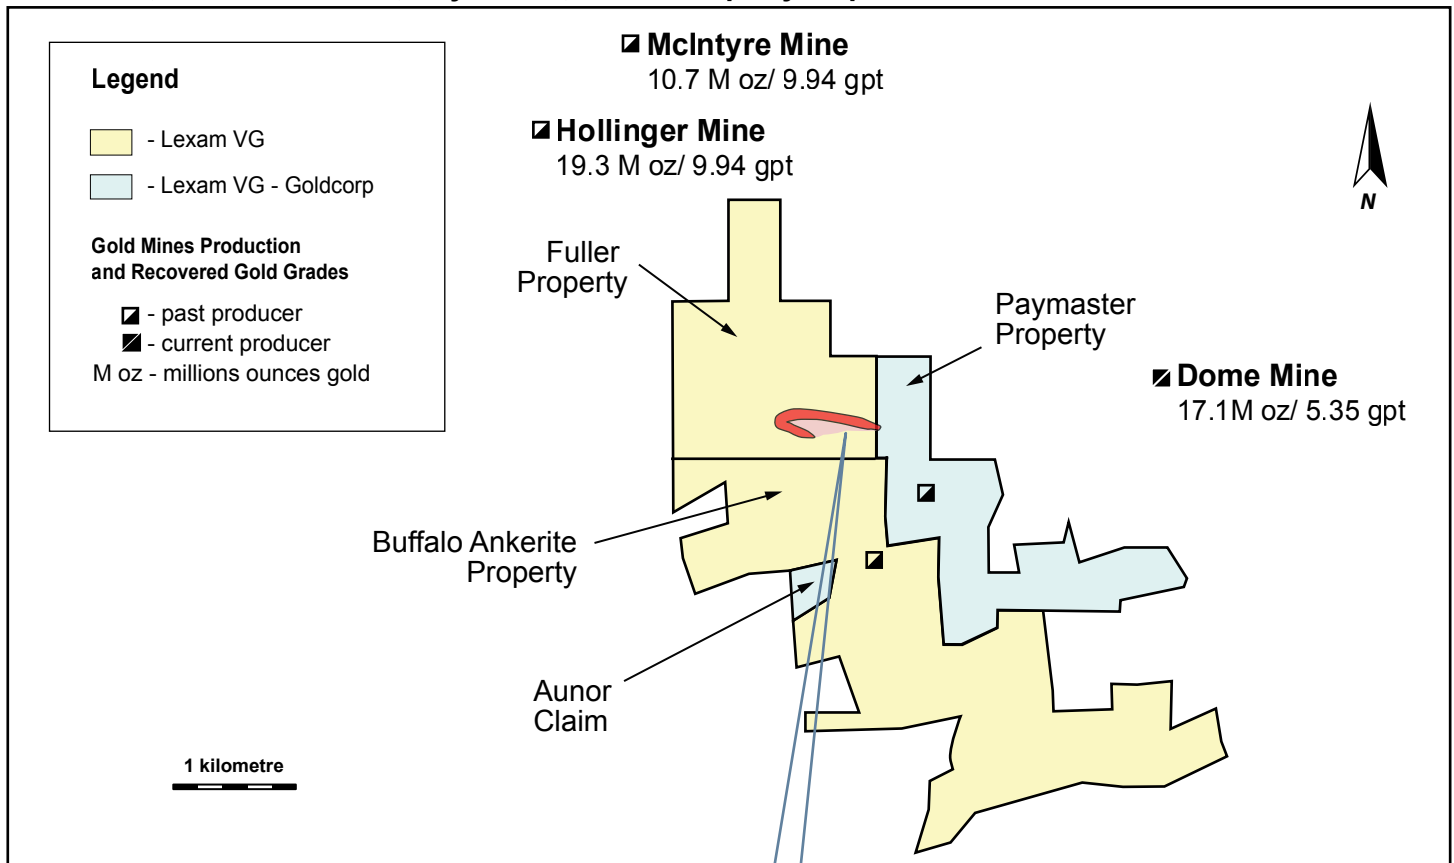 McIntyre Mine
10.7 M oz/ 9.94 gpt
Hollinger Mine
19.3 M oz/ 9.94 gpt
Legend
- Lexam VG
- Lexam VG - Goldcorp
Gold Mines Production
and Recovered Gold Grades
- past producer
- current producer
M oz - millions ounces gold
N
Fuller
Property
Paymaster
Property
Dome Mine
17.1M oz/ 5.35 gpt
Buffalo Ankerite
Property
Aunor
Claim
1 kilometre